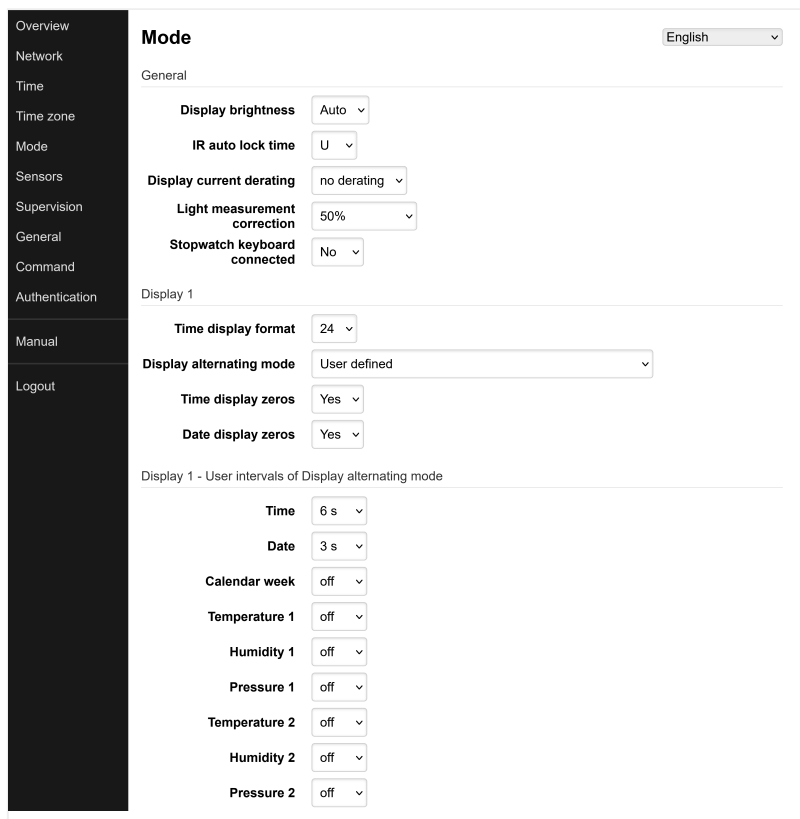 Overview
Network
Time
Time zone
Mode
Sensors
Supervision
General
Command
Authentication
Manual
Logout
Mode
English
General
Display brightness Auto
IR auto lock time U
Display current derating no derating
Light measurement
correction 50%
Stopwatch keyboard
connected No
Display 1
Time display format 24
Display alternating mode User defined
Time display zeros Yes
Date display zeros Yes
Display 1 - User intervals of Display alternating mode
Time 6 s
Date 3 s
Calendar week off
Temperature 1 off
Humidity 1 off
Pressure 1 off
Temperature 2 off
Humidity 2 off
Pressure 2 off